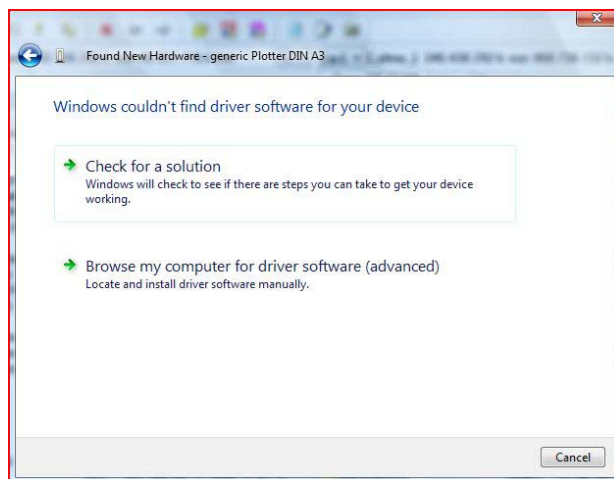 Found New Hardware - generic Plotter DIN A3
Windows couldn't find driver software for your device
Check for a solution
Windows will check to see if there are steps you can take to get your device
working.
Browse my computer for driver software (advanced)
Locate and install driver software manually.
Cancel